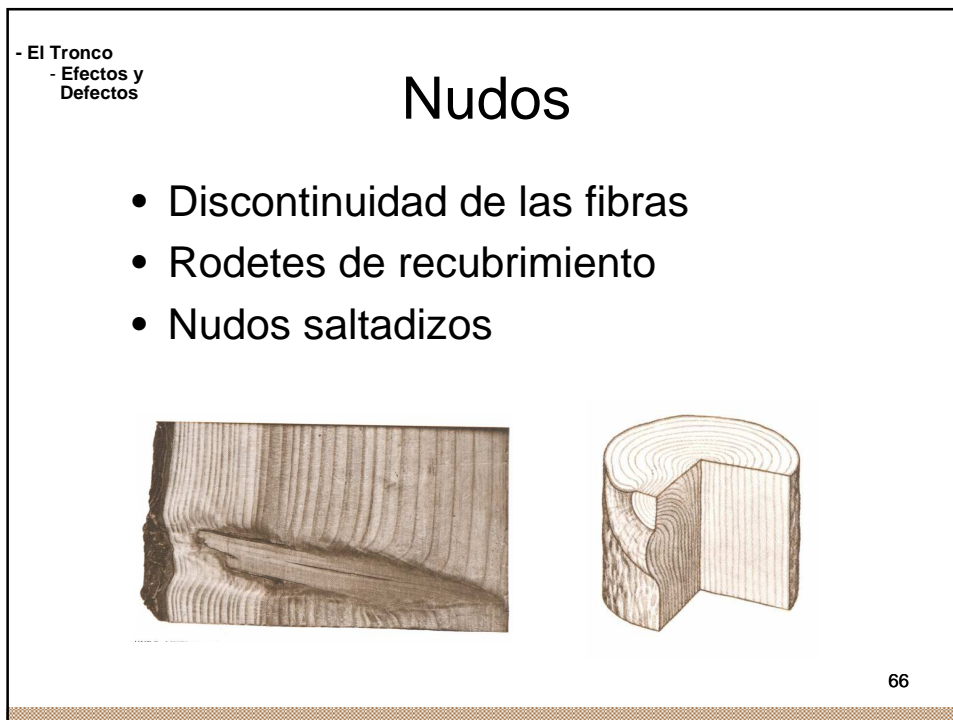 - El Tronco
- Efectos y
Defectos
Nudos
• Discontinuidad de las fibras
• Rodetes de recubrimiento
• Nudos saltadizos
66